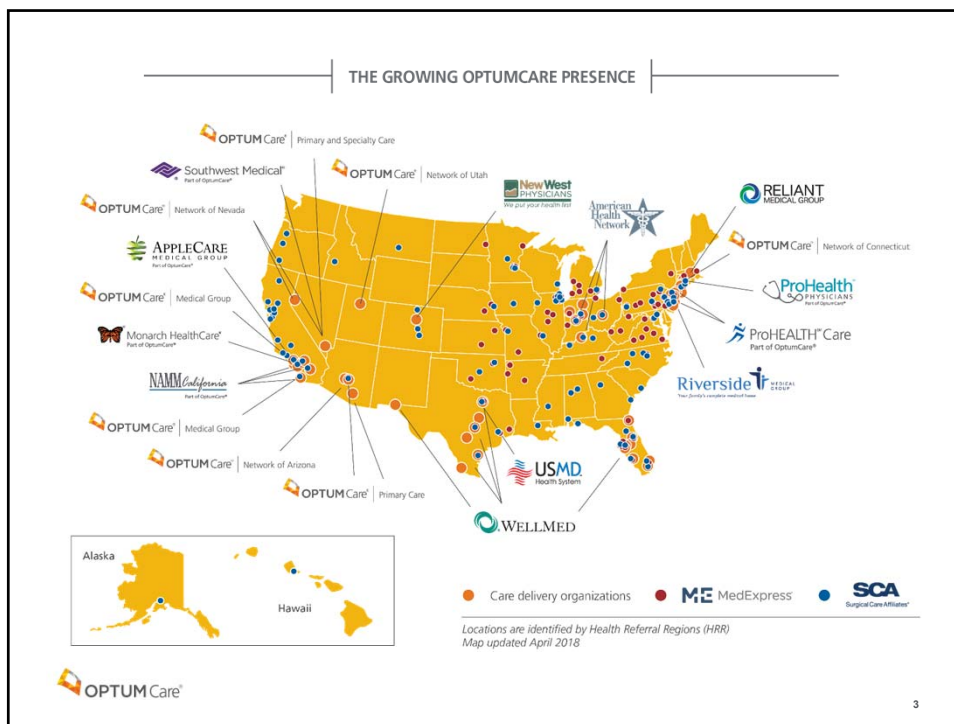 THE GROWING OPTUMCARE PRESENCE
OPTUM Care® | Primary and Specialty Care
Southwest Medical®
Part of OptumCare®
OPTUM Care® | Network of Utah
OPTUM Care® | Network of Nevada
New West
PHYSICIANS
We put your health first
American
Health
Network
RELIANT
MEDICAL GROUP
OPTUM Care® | Network of Connecticut
APPLECARE
MEDICAL GROUP
Part of OptumCare®
OPTUM Care® | Medical Group
ProHealth
PHYSICIANS
Part of OptumCare®
Monarch HealthCare®
Part of OptumCare®
ProHEALTH Care
Part of OptumCare®
NAMM California
Part of OptumCare®
Riverside
MEDICAL GROUP
Your family's complete medical home
OPTUM Care® | Medical Group
OPTUM Care® | Network of Arizona
USMD
Health System
OPTUM Care® | Primary Care
WELLMED
Alaska
Hawaii
Care delivery organizations
ME MedExpress
SCA
Surgical Care Affiliates®
Locations are identified by Health Referral Regions (HRR)
Map updated April 2018
OPTUM Care®
3